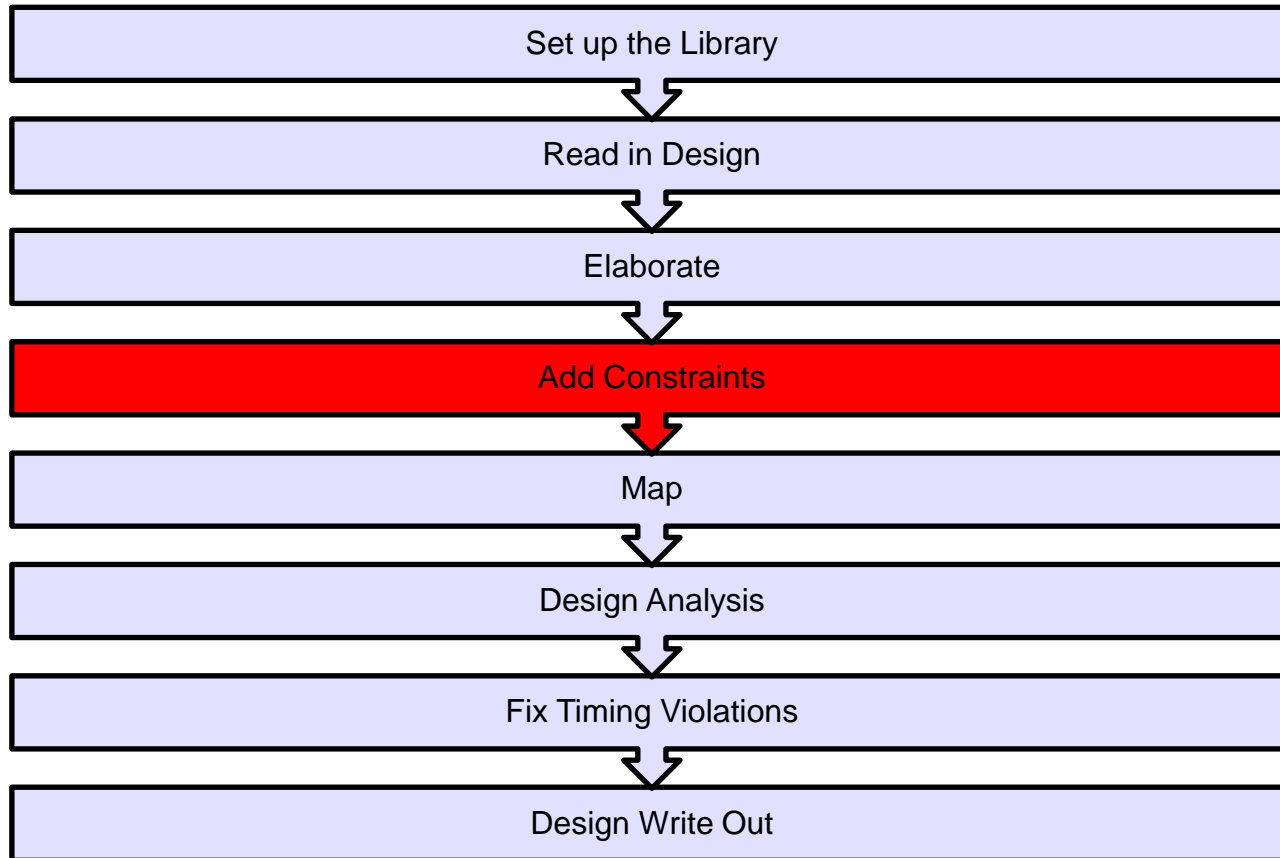 Set up the Library
Read in Design
Elaborate
Add Constraints
Map
Design Analysis
Fix Timing Violations
Design Write Out